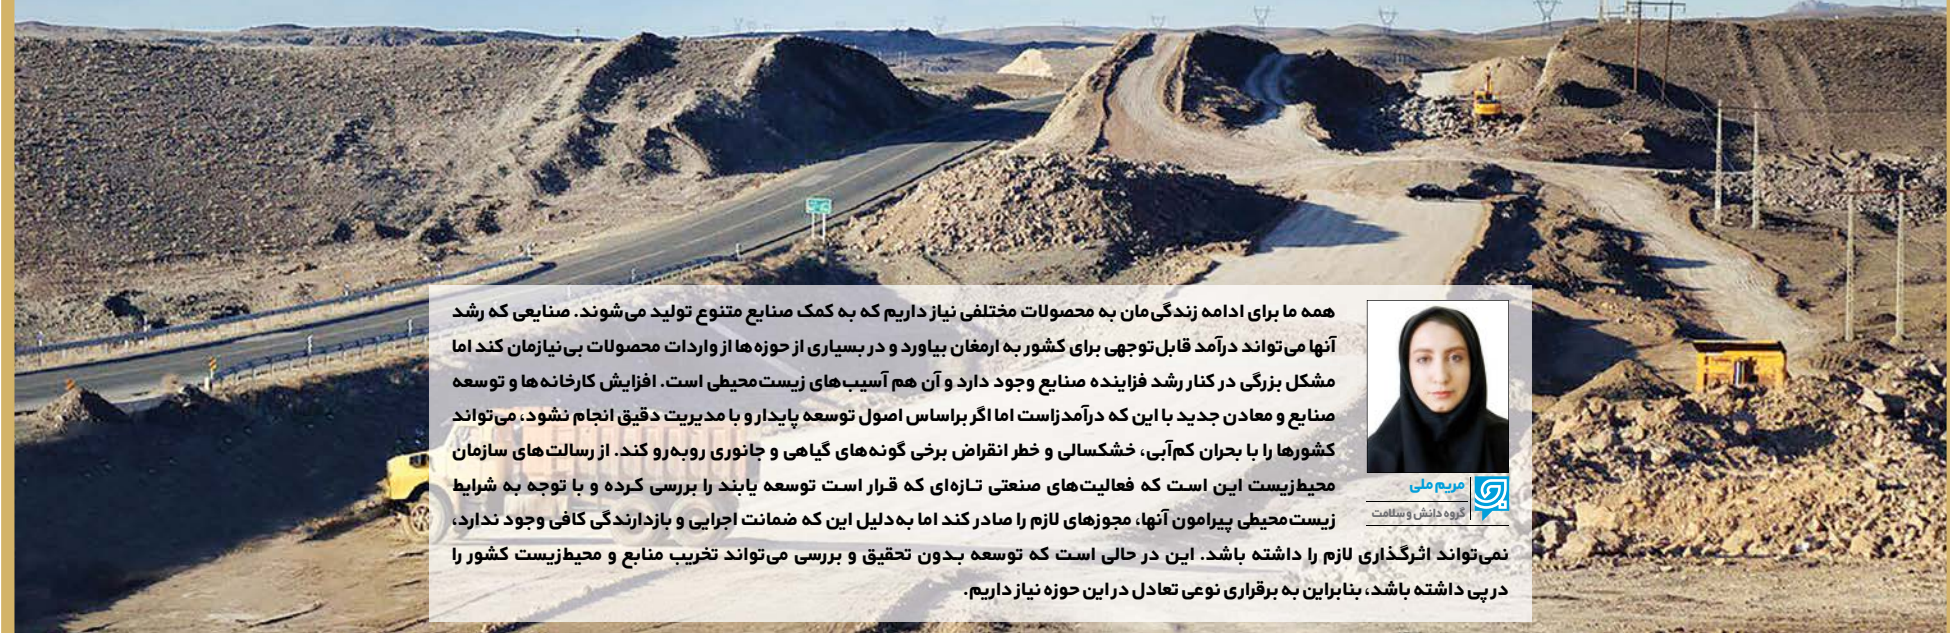 همه ما برای ادامه زندگی‌مان به محصولات مختلفی نیاز داریم که به کمک صنایع متنوع تولید می‌شوند. صنایعی که رشد
آنها می‌تواند درآمد قابل‌توجهی برای کشور به ارمغان بیاورد و در بسیاری از حوزه‌ها از واردات محصولات بی‌نیازمان کند اما
مشکل بزرگی در کنار رشد فزاینده صنایع وجود دارد و آن هم آسیب‌های زیست‌محیطی است. افزایش کارخانه‌ها و توسعه
صنایع و معادن جدید با این که درآمدزاست اما اگر براساس اصول توسعه پایدار و با مدیریت دقیق انجام نشود، می‌تواند
کشورها را با بحران کم‌آبی، خشکسالی و خطر انقراض برخی گونه‌های گیاهی و جانوری روبه‌رو کند. از رسالت‌های سازمان
محیط‌زیست این است که فعالیت‌های صنعتی تازه‌ای که قرار است توسعه یابند را بررسی کرده و با توجه به شرایط
زیست‌محیطی پیرامون آنها، مجوزهای لازم را صادر کند اما به‌دلیل این که ضمانت اجرایی و بازدارندگی کافی وجود ندارد،
نمی‌تواند اثرگذاری لازم را داشته باشد. این در حالی است که توسعه بدون تحقیق و بررسی می‌تواند تخریب منابع و محیط‌زیست کشور را
در پی داشته باشد، بنابراین به برقراری نوعی تعادل در این حوزه نیاز داریم.
مریم ملی
گروه دانش و سلامت